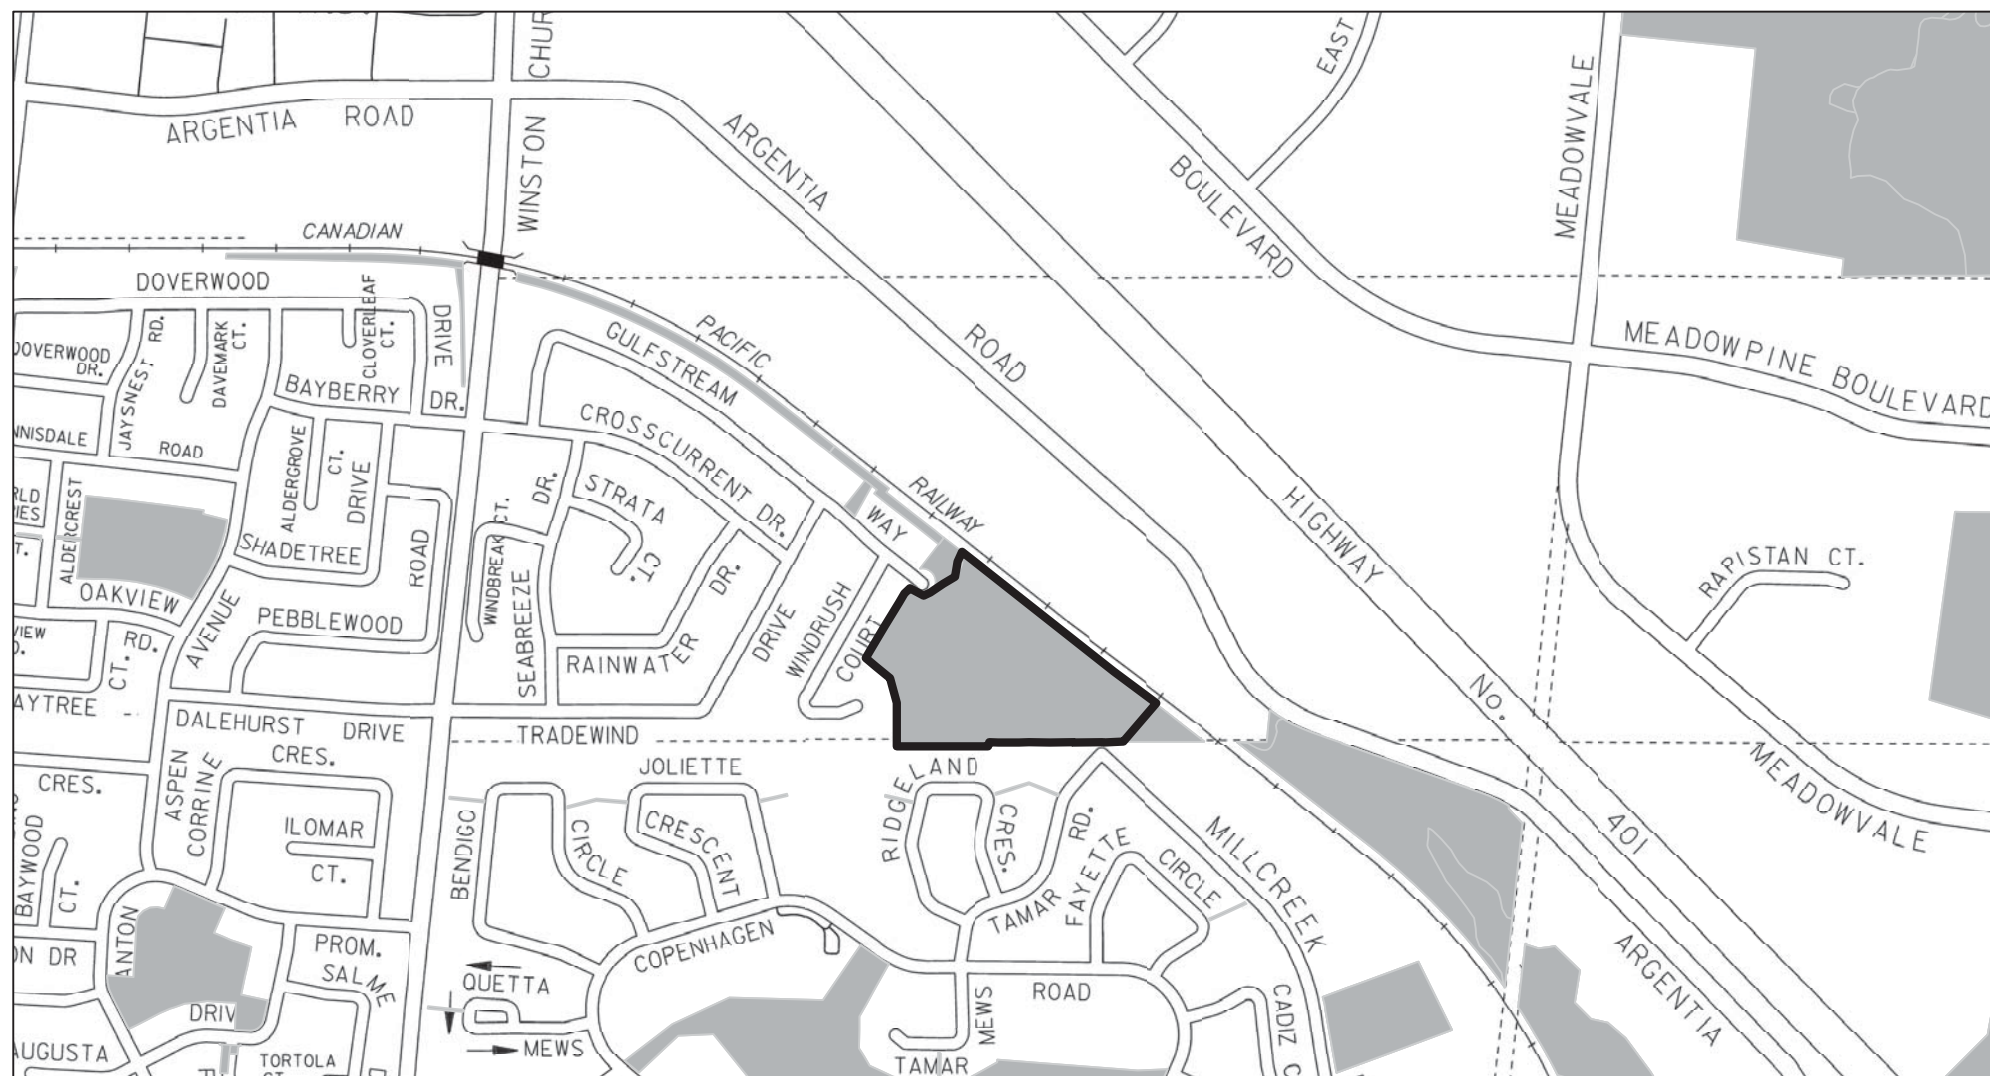 CHUR
EAST
MEADOWVALE
ARGENTIA ROAD
ARGENTIA
WINSTON
BOULEVARD
CANADIAN
DOVERWOOD
DRIVE
CLOVERLEAF
CT.
RD.
DAVEMARK
CT.
PACIFIC
GULFSTREAM
ROAD
MEADOWPINE BOULEVARD
DOVERWOOD
DR.
JAYSNEST
BAYBERRY DR.
CROSSCURRENT DR.
NNISDALE ROAD
ALDERGROVE
CT.
DRIVE
RLD
RIES
ALDERCREST
T.
STRATA
CT.
DR.
WINDBREAK
CT.
RAILWAY
WAY
HIGHWAY
SHADETREE
ROAD
RAPISTAN CT.
OAKVIEW
RD.
AVENUE
PEBBLEWOOD
SEABREEZE
DR.
RAINWATER
DRIVE
WINDRUSH
COURT
VIEW
D.
CT.
No.
AYTREE
DALEHURST DRIVE
TRADEWIND
MEADOWVALE
CRES.
CRES.
ASPEN
CORRINE
JOLIETTE
RIDGELAND
CRES.
RD.
MILLCREEK
401
ILOMAR
CT.
BENDIGO
CIRCLE
CRESCENT
FAYETTE
CIRCLE
TAMAR
BAYWOOD
CT.
ANTON
COPENHAGEN
ARGENTIA
ON DR
PROM.
SALME
QUETTA
ROAD
MEWS
CADIZ C
DRIV
MEWS
AUGUSTA
TORTOLA
TAMAR